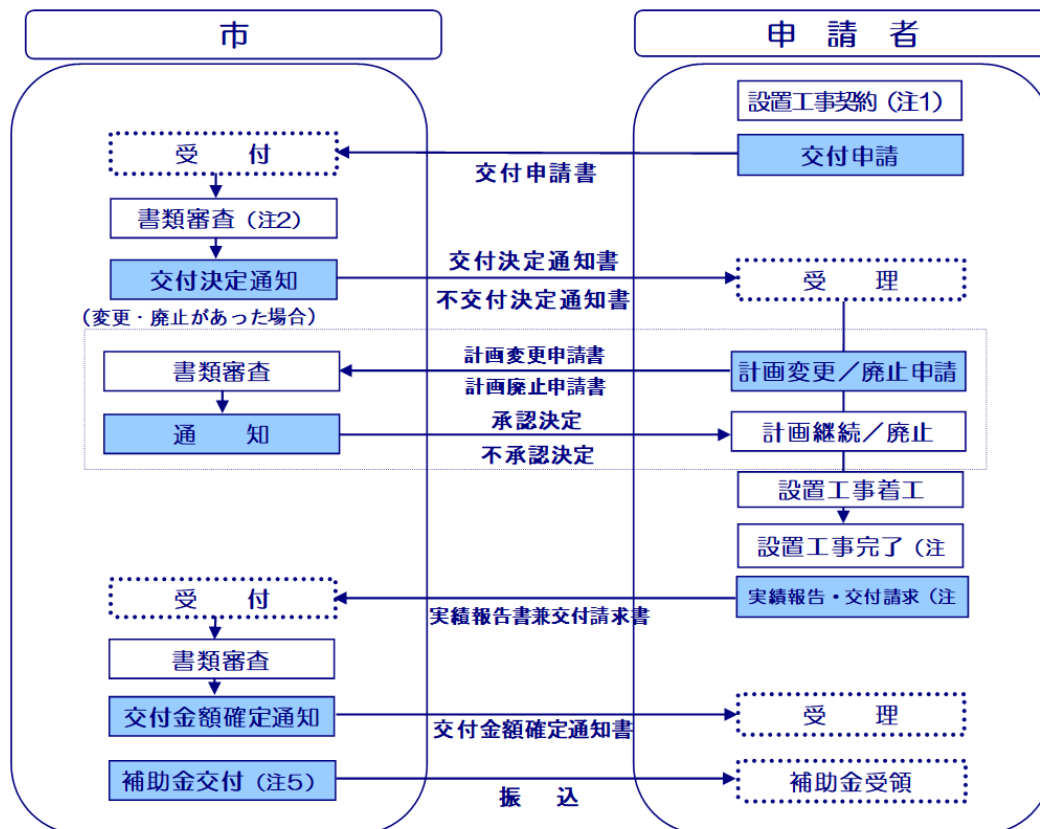 市
申 請 者
設置工事契約（注1）
受 付
交付申請
交付申請書
書類審査（注2）
交付決定通知
交付決定通知書
不交付決定通知書
受 理
（変更・廃止があった場合）
計画変更申請書
書類審査
計画変更／廃止申請
計画廃止申請書
承認決定
通 知
計画継続／廃止
不承認決定
設置工事着工
設置工事完了（注
受 付
実績報告・交付請求（注
実績報告書兼交付請求書
書類審査
交付金額確定通知
交付金額確定通知書
受 理
補助金交付（注5）
補助金受領
振 込